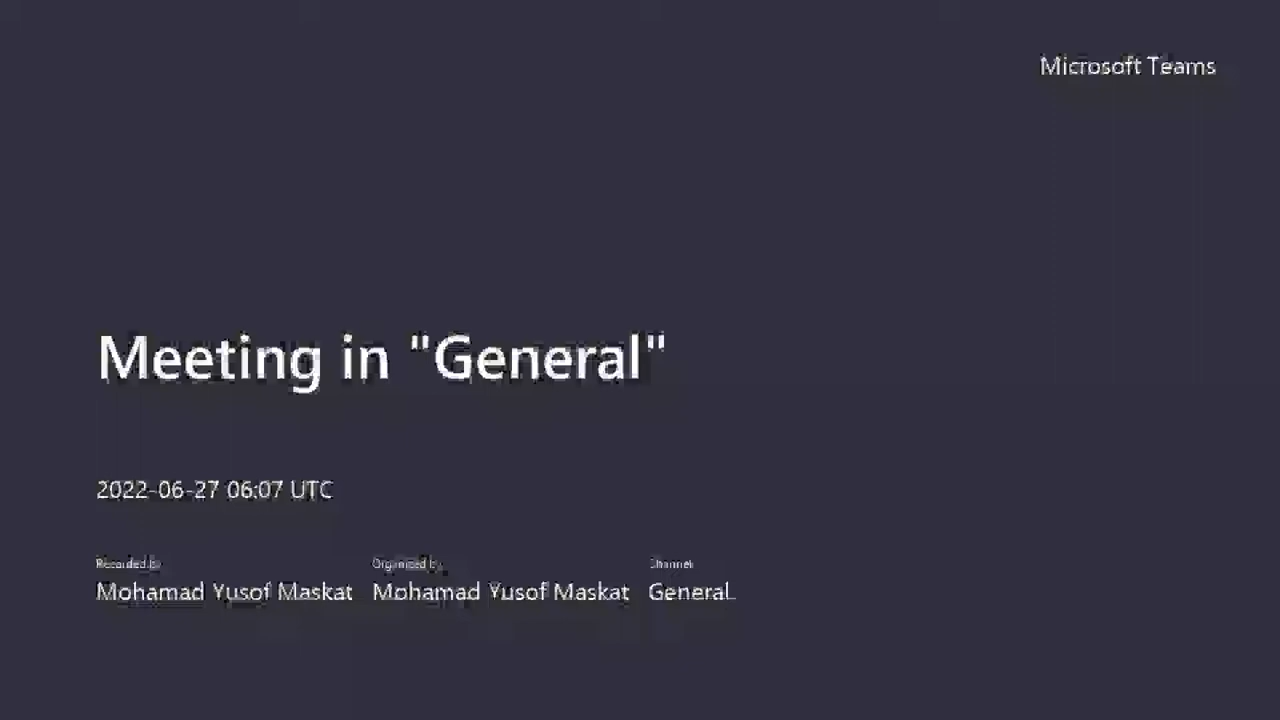 Microsoft Teams
Meeting in "General"
2022-06-27 06:07 UTC
Recorded by Organized by Channel
Mohamad Yusof Maskat Mohamad Yusof Maskat General